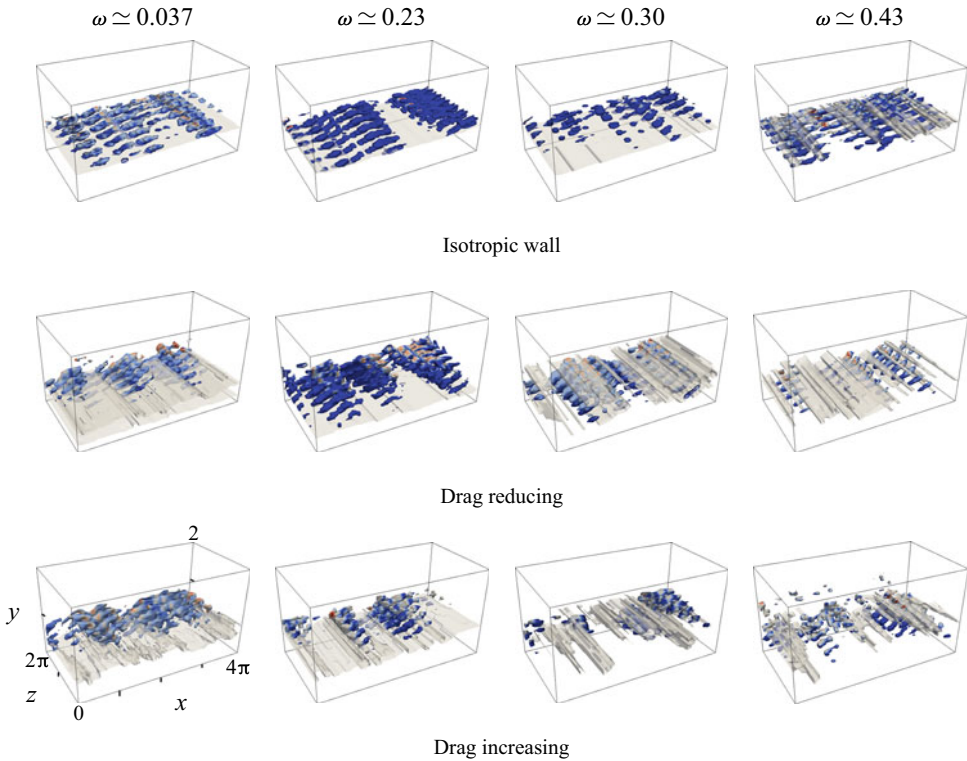 ω ≃ 0.037 ω ≃ 0.23 ω ≃ 0.30 ω ≃ 0.43
Isotropic wall
Drag reducing
2
y
2π
z
0
x
4π
Drag increasing